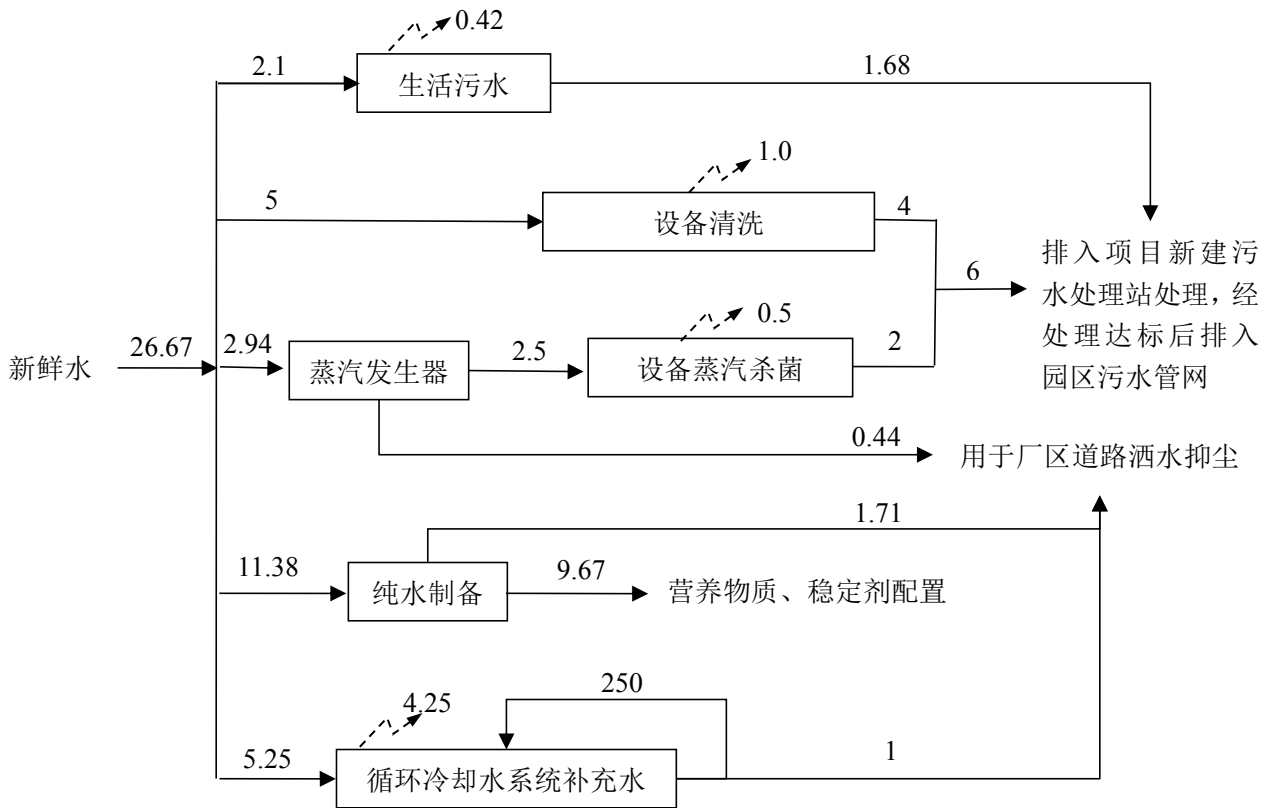 0.42
2.1
生活污水
1.68
1.0
5
设备清洗
4
6
排入项目新建污
水处理站处理，经
处理达标后排入
园区污水管网
新鲜水
26.67
2.94
蒸汽发生器
2.5
0.5
设备蒸汽杀菌
2
0.44
用于厂区道路洒水抑尘
1.71
11.38
纯水制备
9.67
营养物质、稳定剂配置
250
4.25
5.25
循环冷却水系统补充水
1